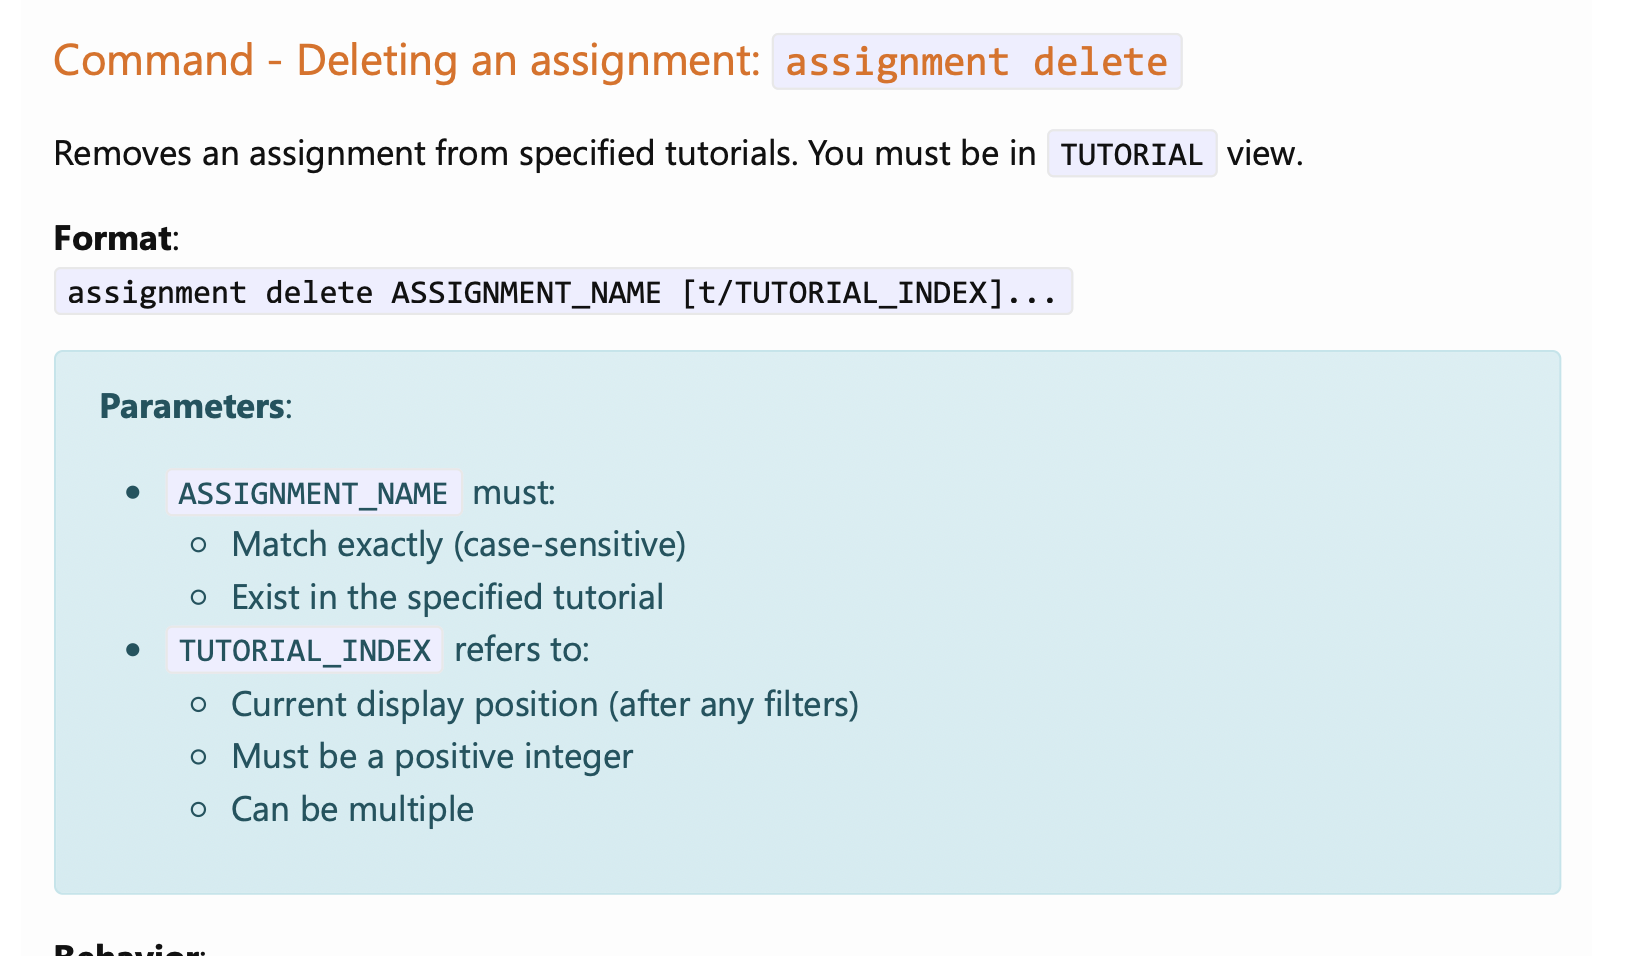 Command - Deleting an assignment: assignment delete
Removes an assignment from specified tutorials. You must be in TUTORIAL view.
Format:
assignment delete ASSIGNMENT_NAME [t/TUTORIAL_INDEX]...
Parameters:
ASSIGNMENT_NAME must:
Match exactly (case-sensitive)
Exist in the specified tutorial
TUTORIAL_INDEX refers to:
Current display position (after any filters)
Must be a positive integer
Can be multiple
Behavior: